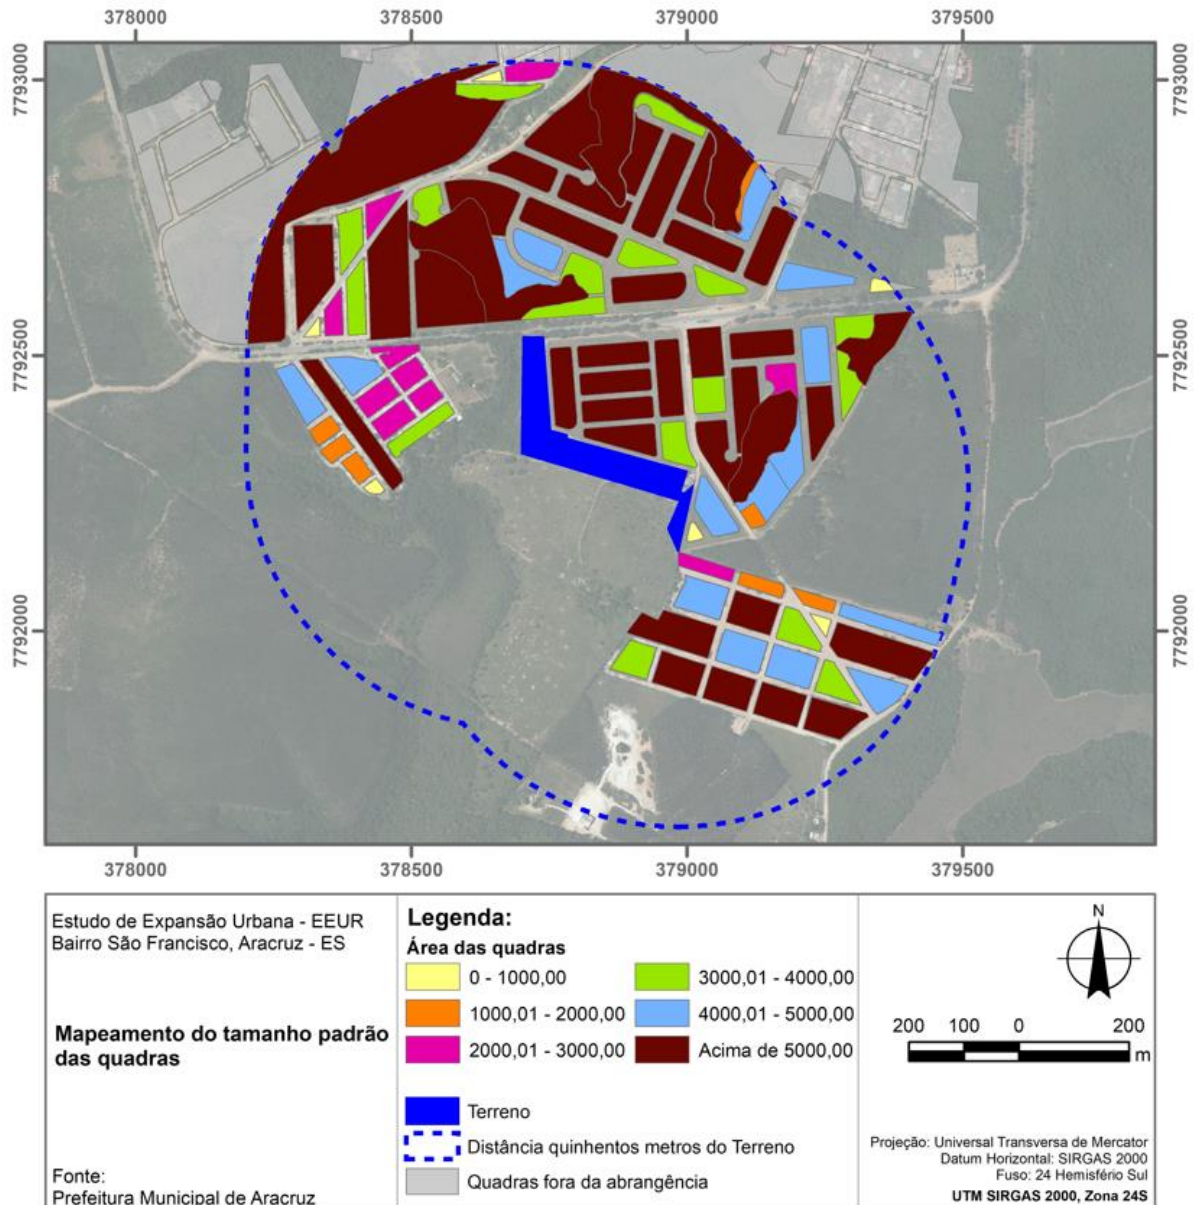 378000 378500 379000 379500
7793000 7793000
7792500 7792500
7792000 7792000
378000 378500 379000 379500
Estudo de Expansão Urbana - EEUR
Bairro São Francisco, Aracruz - ES
Mapeamento do tamanho padrão
das quadras
Fonte:
Prefeitura Municipal de Aracruz
Legenda:
Área das quadras
0 - 1000,00
1000,01 - 2000,00
2000,01 - 3000,00
3000,01 - 4000,00
4000,01 - 5000,00
Acima de 5000,00
Terreno
Distância quinhentos metros do Terreno
Quadras fora da abrangência
N
200 100 0 200
m
Projeção: Universal Transversa de Mercator
Datum Horizontal: SIRGAS 2000
Fuso: 24 Hemisfério Sul
UTM SIRGAS 2000, Zona 24S